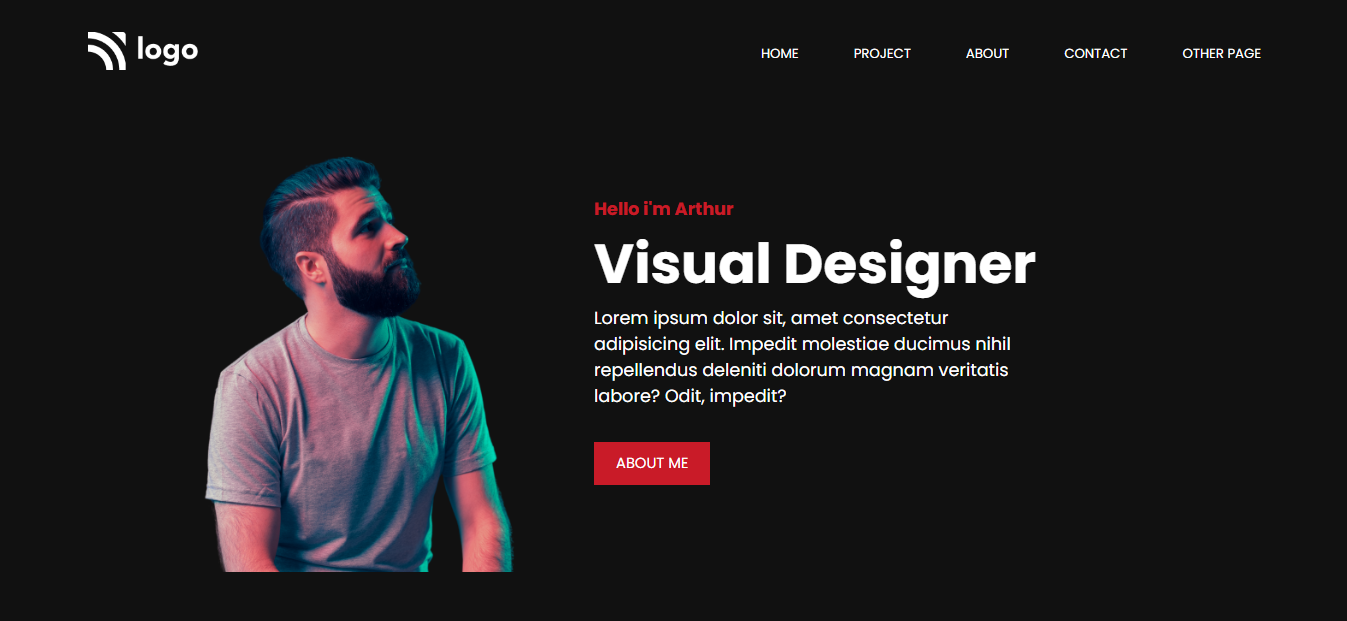 logo
HOME PROJECT ABOUT CONTACT OTHER PAGE
Hello i'm Arthur
Visual Designer
Lorem ipsum dolor sit, amet consectetur
adipisicing elit. Impedit molestiae ducimus nihil
repellendus deleniti dolorum magnam veritatis
labore? Odit, impedit?
ABOUT ME